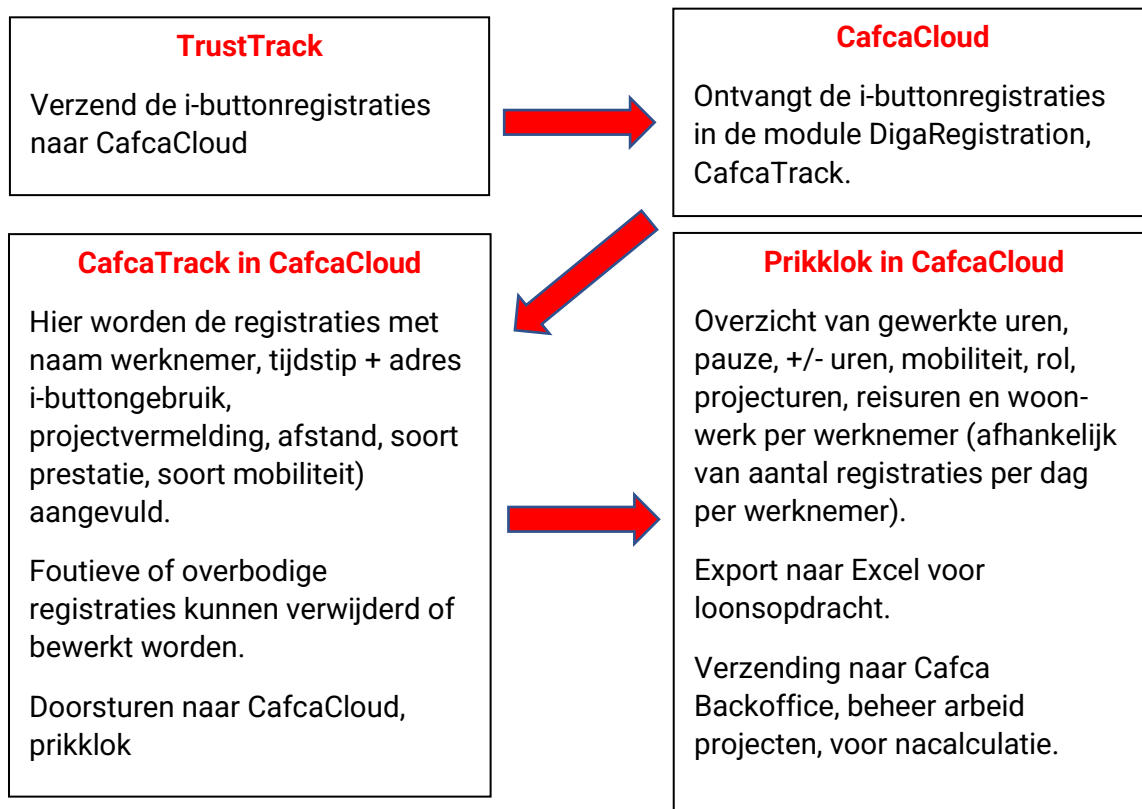 TrustTrack
Verzend de i-buttonregistraties
naar CafcaCloud
CafcaCloud
Ontvangt de i-buttonregistraties
in de module DigaRegistration,
CafcaTrack.
CafcaTrack in CafcaCloud
Hier worden de registraties met
naam werknemer, tijdstip + adres
i-buttongebruik,
projectvermelding, afstand, soort
prestatie, soort mobiliteit)
aangevuld.
Foutieve of overbodige
registraties kunnen verwijderd of
bewerkt worden.
Doorsturen naar CafcaCloud,
prikklok
Prikklok in CafcaCloud
Overzicht van gewerkte uren,
pauze, +/- uren, mobiliteit, rol,
projecturen, reisuren en woon-
werk per werknemer (afhankelijk
van aantal registraties per dag
per werknemer).
Export naar Excel voor
loonsopdracht.
Verzending naar Cafca
Backoffice, beheer arbeid
projecten, voor nacalculatie.